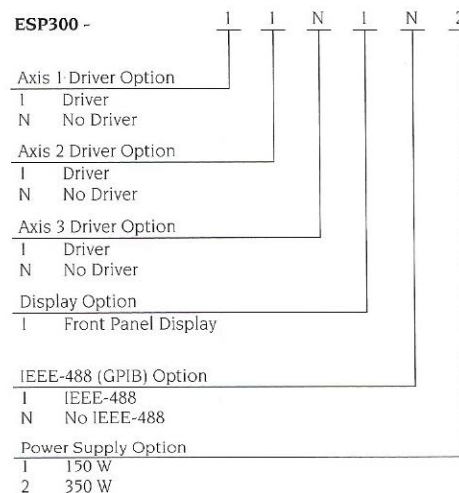 ESP300 - 1 1 N 1 N 2
Axis 1 Driver Option
1 Driver
N No Driver
Axis 2 Driver Option
1 Driver
N No Driver
Axis 3 Driver Option
1 Driver
N No Driver
Display Option
1 Front Panel Display
IEEE-488 (GPIB) Option
1 IEEE-488
N No IEEE-488
Power Supply Option
1 150 W
2 350 W